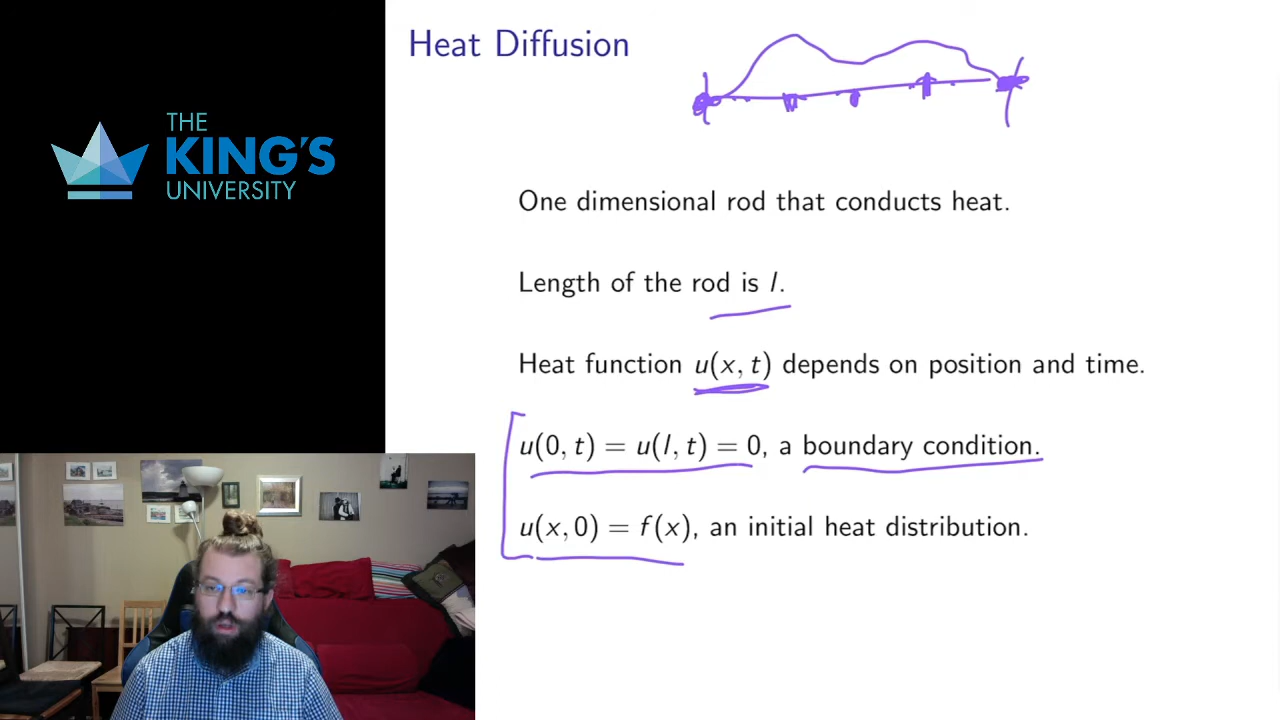 THE
KING'S
UNIVERSITY
Heat Diffusion
One dimensional rod that conducts heat.
Length of the rod is l.
Heat function u(x, t) depends on position and time.
u(0, t) = u(l, t) = 0, a boundary condition.
u(x, 0) = f(x), an initial heat distribution.